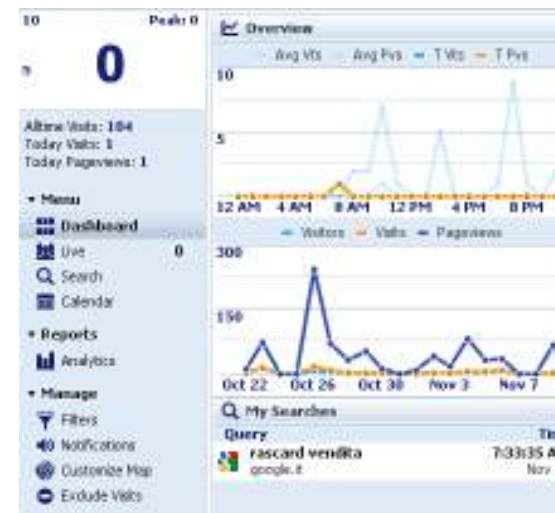 10 Peak: 0
0
Alltime Visits: 184
Today Visits: 1
Today Pageviews: 1
Menu
Dashboard
Live 0
Search
Calendar
Reports
Analytics
Manage
Filters
Notifications
Customize Map
Exclude Visits
Overview
Avg Vts Avg Pvs T Vts T Pvs
10
5
12 AM 4 AM 8 AM 12 PM 4 PM 8 PM
Visitors Visits Pageviews
300
150
Oct 22 Oct 26 Oct 30 Nov 3 Nov 7
My Searches
Query
rascard vendita 7:33:35 A
google.it Nov